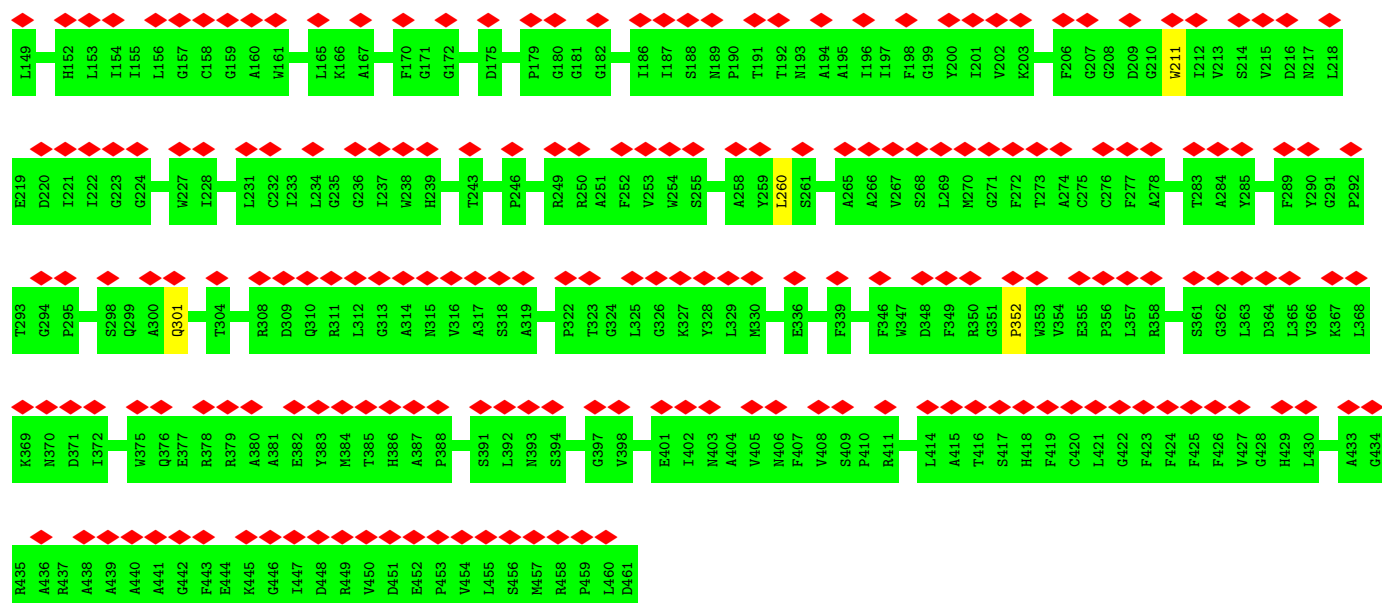 L149 H152 L153 I154 I155 L156 G157 C158 G159 A160 W161 L165 K166 A167 F170 G171 G172 D175 P179 G180 G181 G182 I186 I187 S188 N189 P190 T191 T192 N193 A194 A195 I196 I197 F198 G199 Y200 I201 V202 K203 F206 G207 G208 D209 G210 W211 I212 V213 S214 V215 D216 N217 L218
E219 D220 I221 I222 G223 G224 W227 I228 L231 C232 I233 L234 G235 G236 I237 W238 H239 T243 P246 R249 R250 A251 F252 V253 W254 S255 A258 Y259 L260 S261 A265 A266 V267 S268 L269 M270 G271 F272 T273 A274 C275 C276 F277 A278 T283 A284 Y285 F289 Y290 G291 P292
T293 G294 P295 S298 Q299 A300 Q301 T304 R308 D309 Q310 R311 L312 G313 A314 N315 V316 A317 S318 A319 P322 T323 G324 L325 G326 K327 Y328 L329 M330 E336 F339 F346 W347 D348 F349 R350 G351 P352 W353 V354 E355 P356 L357 R358 S361 G362 L363 D364 L365 V366 K367 L368
K369 N370 D371 I372 W375 Q376 E377 R378 R379 A380 A381 E382 Y383 M384 T385 H386 A387 P388 S391 L392 N393 S394 G397 V398 E401 I402 N403 A404 V405 N406 F407 V408 S409 P410 R411 L414 A415 T416 S417 H418 F419 C420 L421 G422 F423 F424 F425 F426 V427 G428 H429 L430 A433 G434
R435 A436 R437 A438 A439 A440 A441 G442 F443 E444 K445 G446 I447 D448 R449 V450 D451 E452 P453 V454 L455 S456 M457 R458 P459 L460 D461